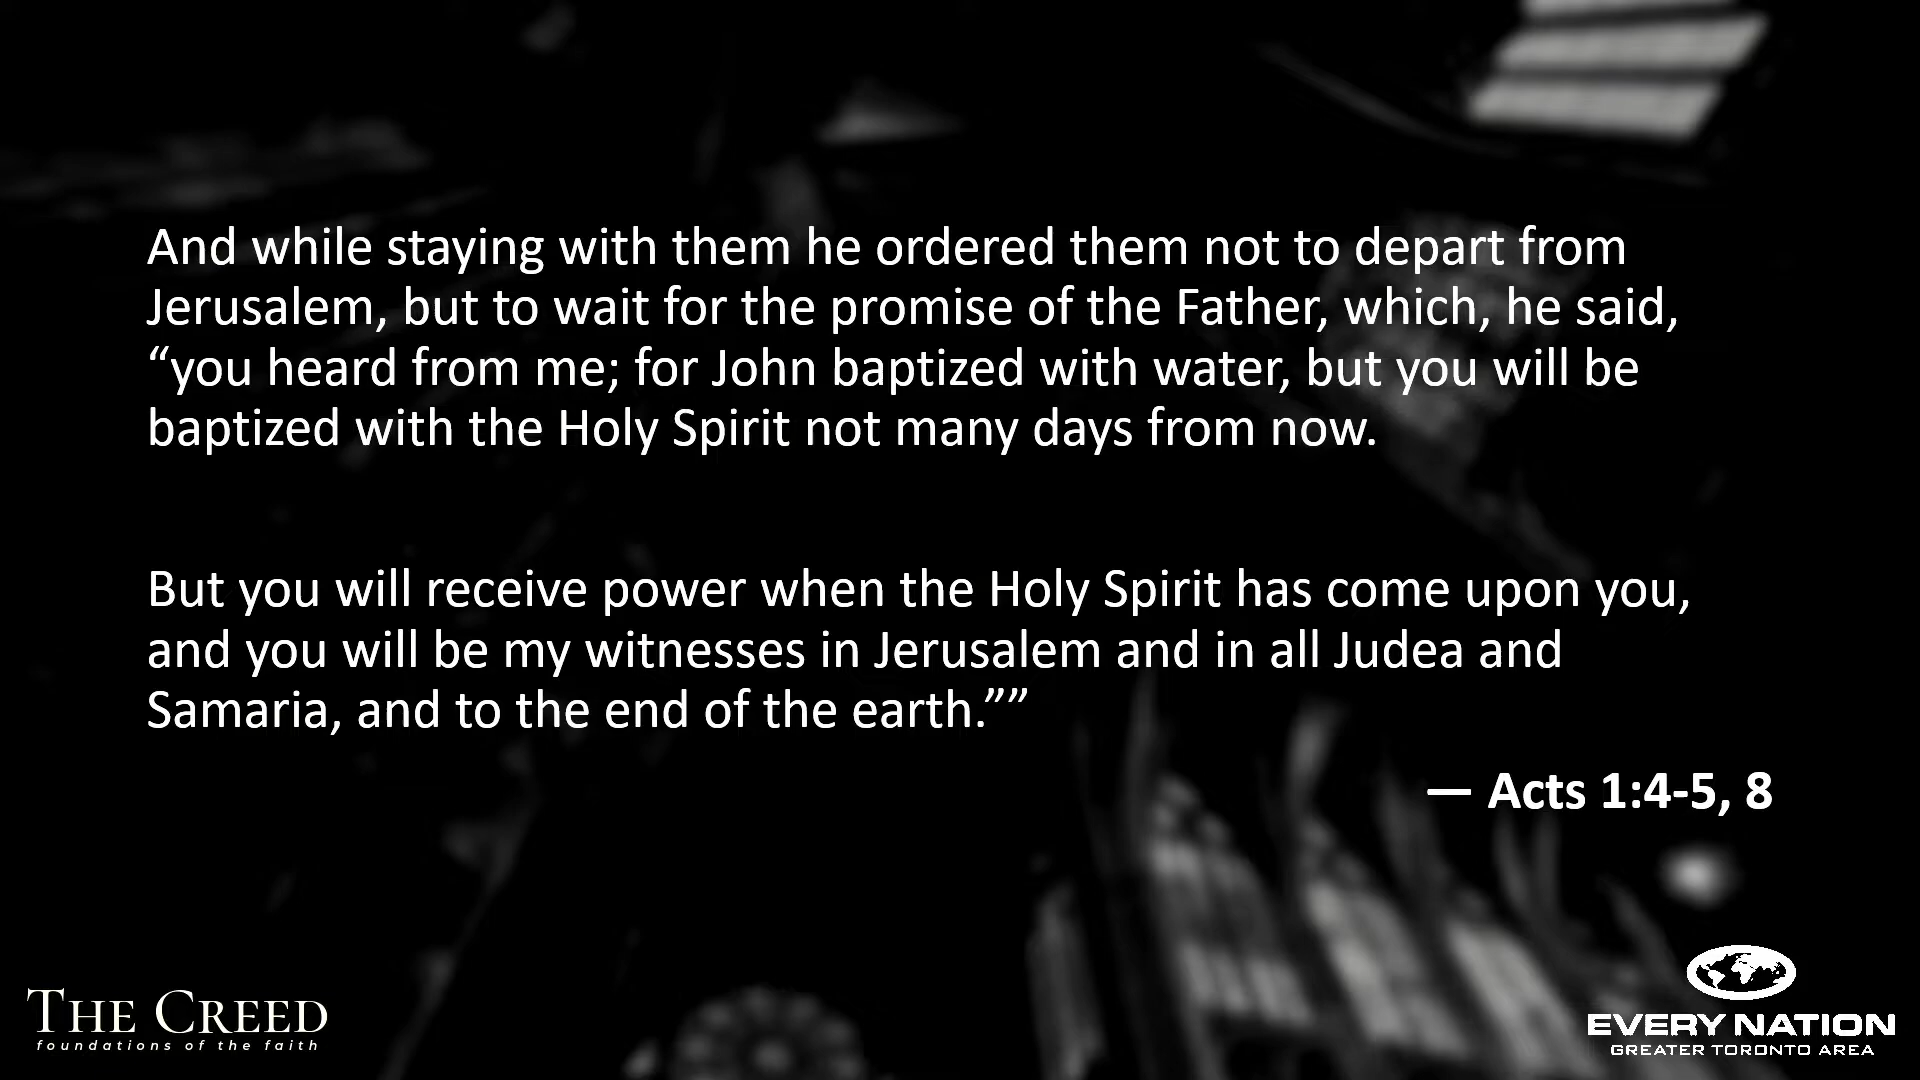 And while staying with them he ordered them not to depart from
Jerusalem, but to wait for the promise of the Father, which, he said,
“you heard from me; for John baptized with water, but you will be
baptized with the Holy Spirit not many days from now.
But you will receive power when the Holy Spirit has come upon you,
and you will be my witnesses in Jerusalem and in all Judea and
Samaria, and to the end of the earth.””
— Acts 1:4-5, 8
THE CREED
foundations of the faith
EVERY NATION
GREATER TORONTO AREA